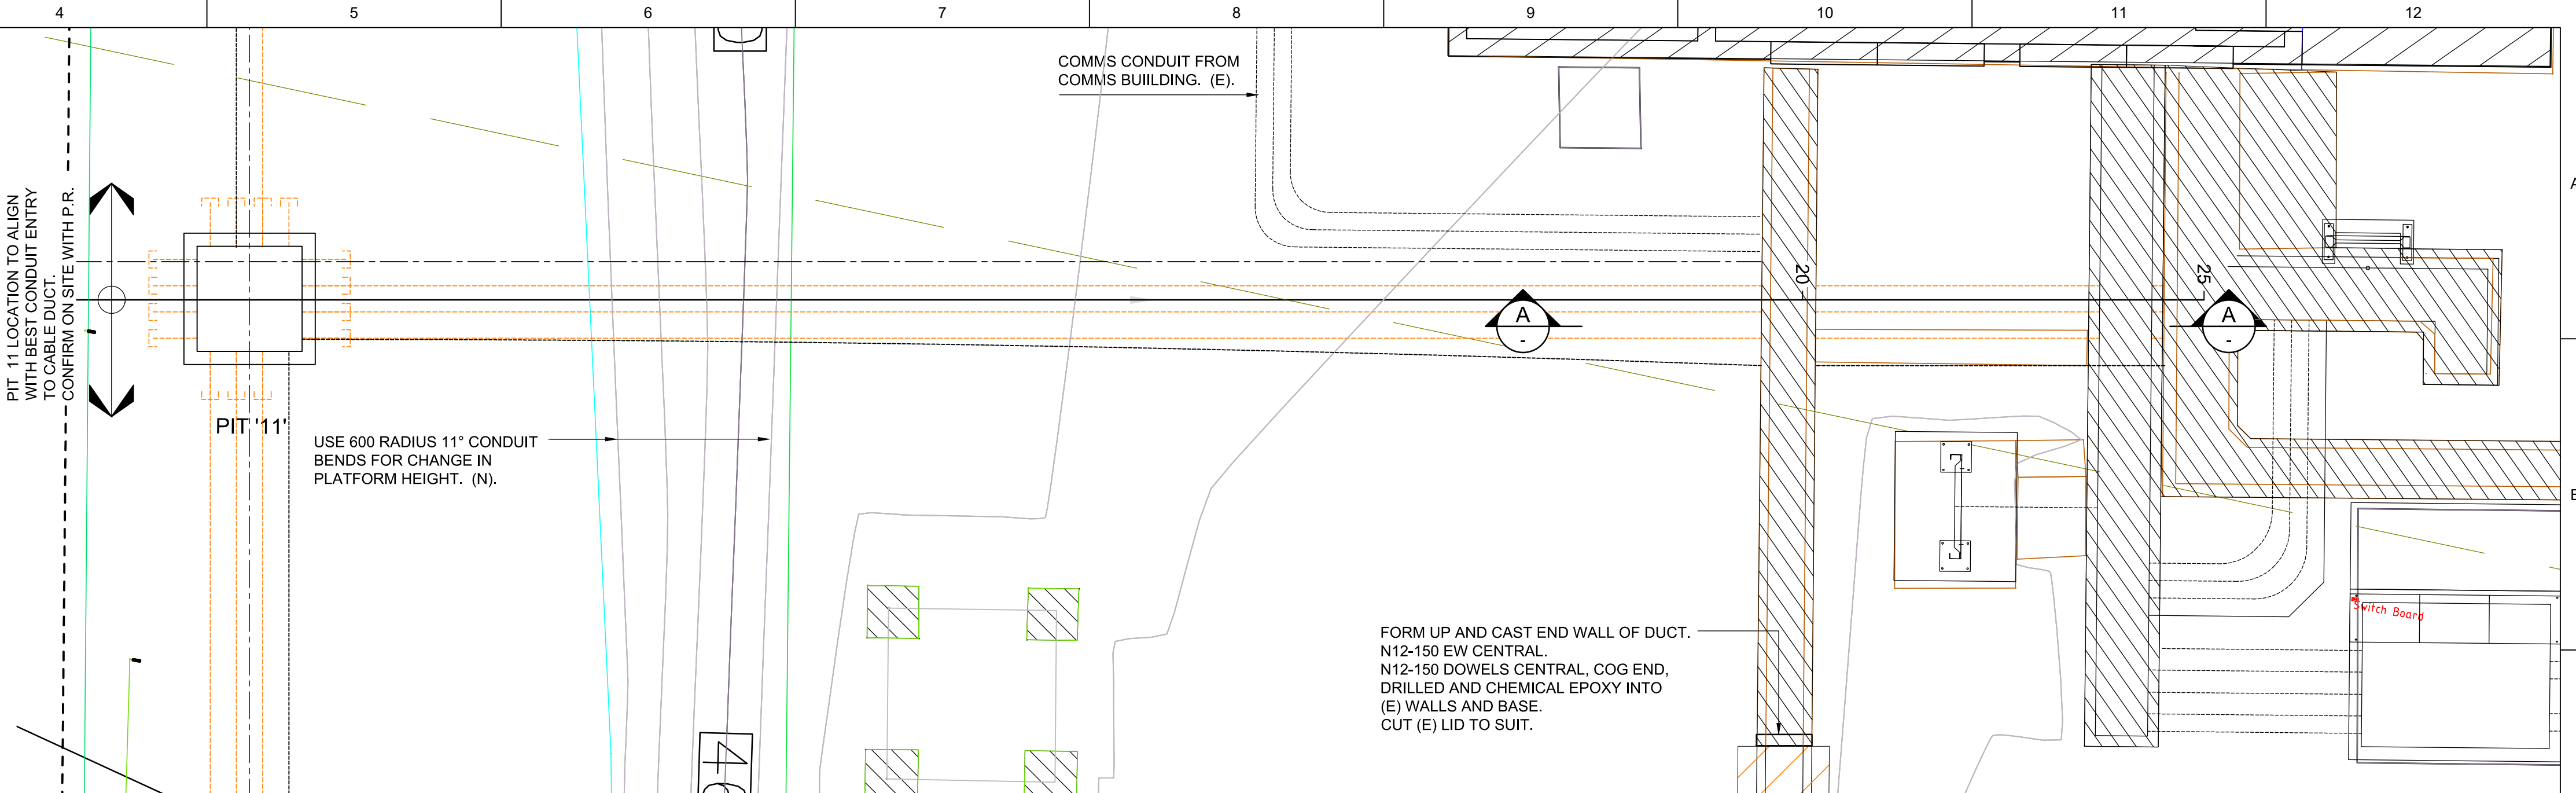 4
5
6
7
8
9
10
11
12
COMMS CONDUIT FROM
COMMS BUIILDING. (E).
A
PIT 11 LOCATION TO ALIGN
WITH BEST CONDUIT ENTRY
TO CABLE DUCT.
CONFIRM ON SITE WITH P.R.
20
25
A
-
A
-
PIT '11'
USE 600 RADIUS 11° CONDUIT
BENDS FOR CHANGE IN
PLATFORM HEIGHT. (N).
Switch Board
FORM UP AND CAST END WALL OF DUCT.
N12-150 EW CENTRAL.
N12-150 DOWELS CENTRAL, COG END,
DRILLED AND CHEMICAL EPOXY INTO
(E) WALLS AND BASE.
CUT (E) LID TO SUIT.
4